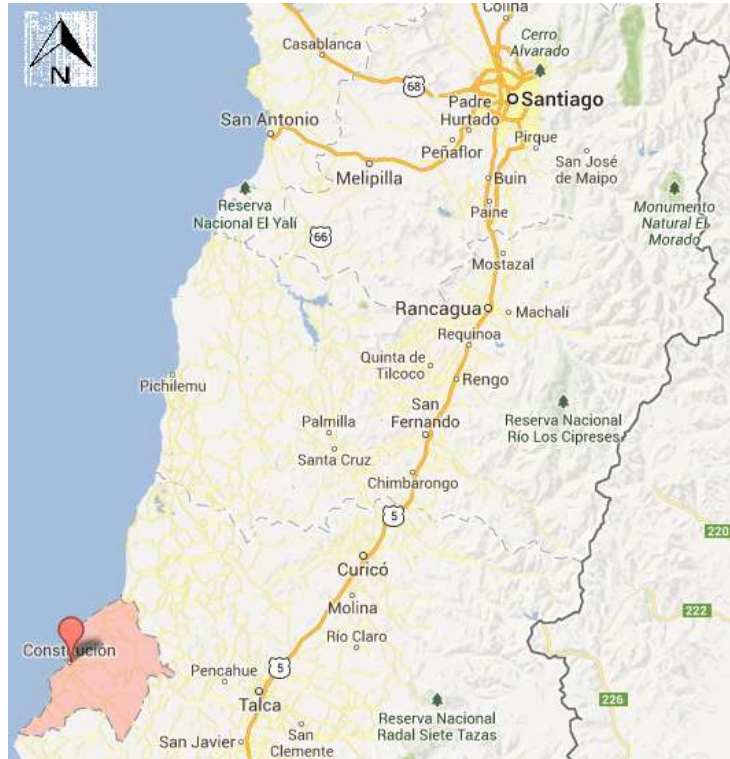 Colina
Cerro
Alvarado
Casablanca
N
68
Padre
Hurtado
Santiago
San Antonio
Peñaflor
Pirque
San José
de Maipo
Melipilla
Buin
Reserva
Nacional El Yalí
Paine
Monumento
Natural El
Morado
66
Mostazal
Rancagua
Machalí
Requinoa
Quinta de
Tilcoco
Pichilemu
Rengo
San
Fernando
Palmilla
Reserva Nacional
Río Los Cipreses
Santa Cruz
Chimbarongo
5
220
Curicó
Molina
222
Constitución
Río Claro
Pencahue
5
Talca
226
Reserva Nacional
Radal Siete Tazas
San Javier
San
Clemente